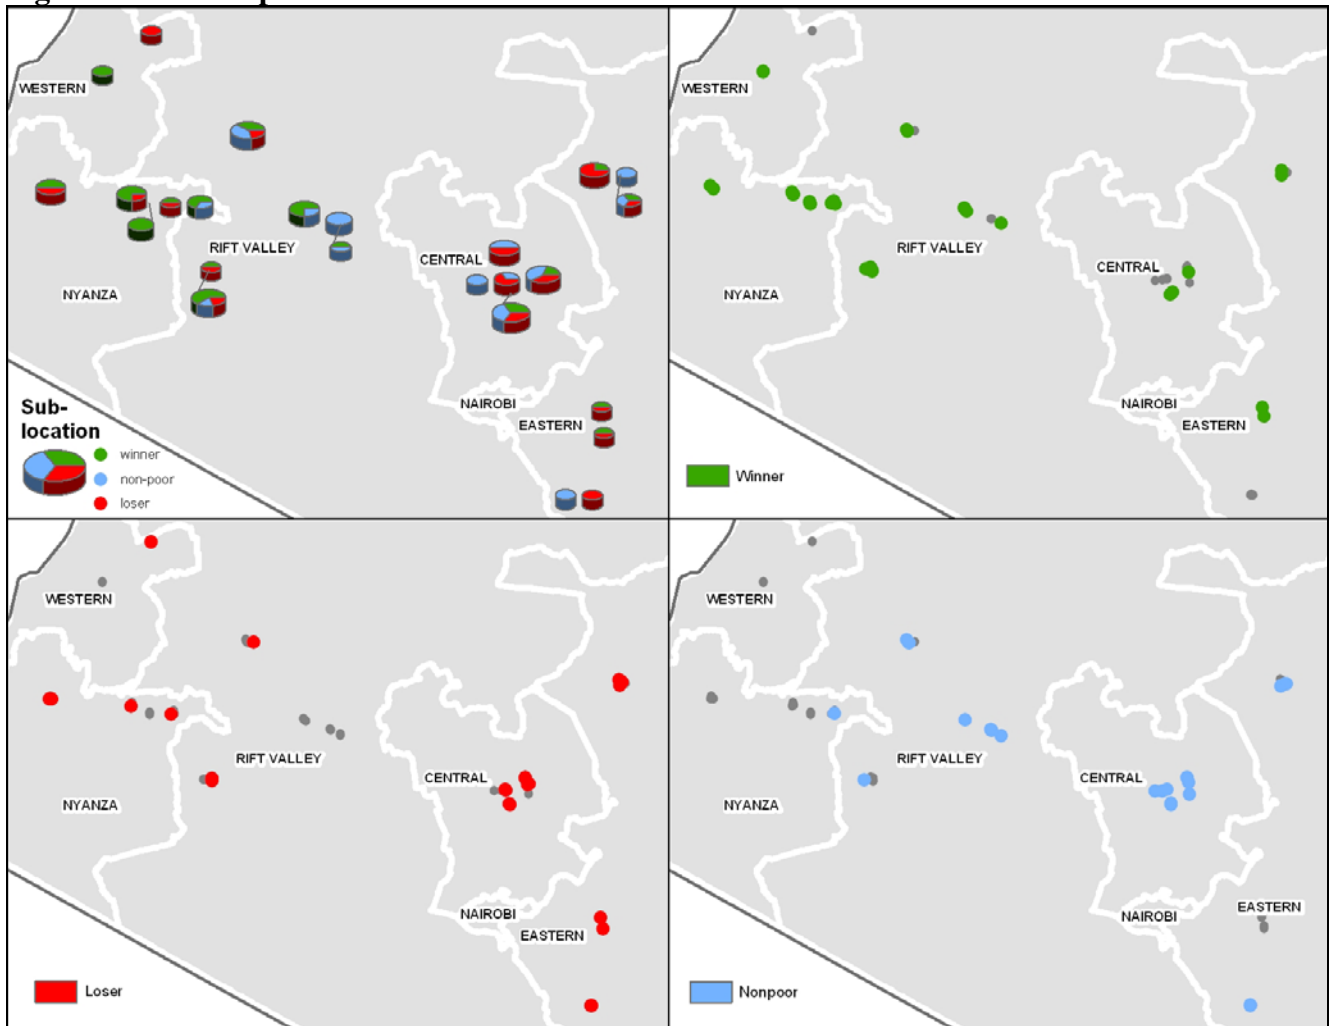 WESTERN
RIFT VALLEY
CENTRAL
NYANZA
NAIROBI
EASTERN
Sub-
location
winner
non-poor
loser
WESTERN
RIFT VALLEY
CENTRAL
NYANZA
NAIROBI
EASTERN
Winner
WESTERN
RIFT VALLEY
CENTRAL
NYANZA
NAIROBI
EASTERN
Loser
WESTERN
RIFT VALLEY
CENTRAL
NYANZA
EASTERN
NAIROBI
Nonpoor